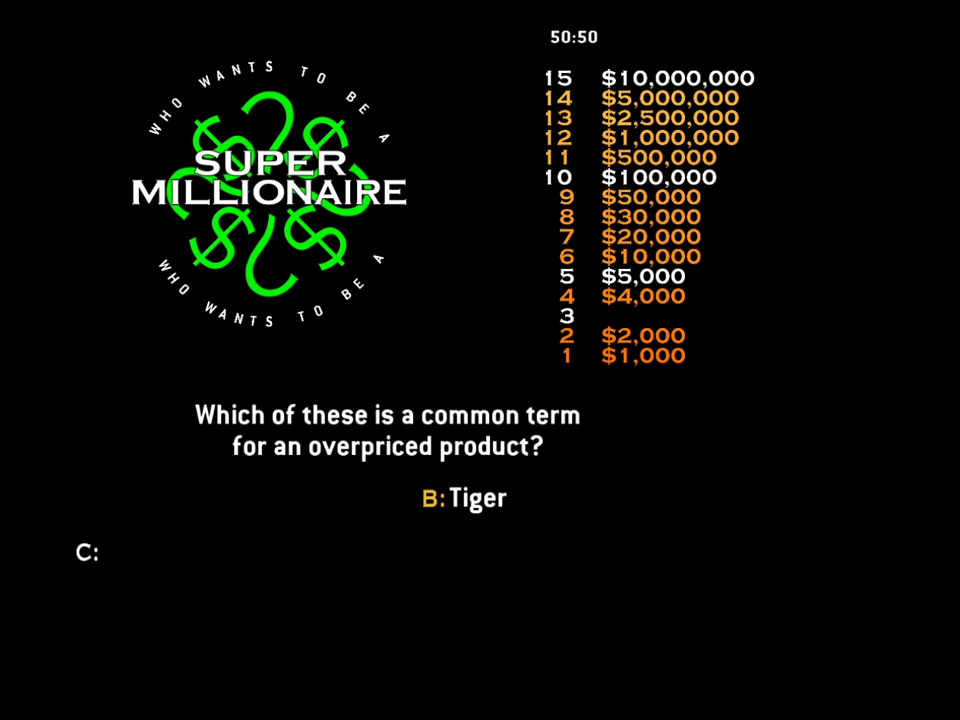 50:50
WHO WANTS TO BE A
SUPER
MILLIONAIRE
WHO WANTS TO BE A
15 $10,000,000
14 $5,000,000
13 $2,500,000
12 $1,000,000
11 $500,000
10 $100,000
9 $50,000
8 $30,000
7 $20,000
6 $10,000
5 $5,000
4 $4,000
3
2 $2,000
1 $1,000
Which of these is a common term
for an overpriced product?
B: Tiger
C: